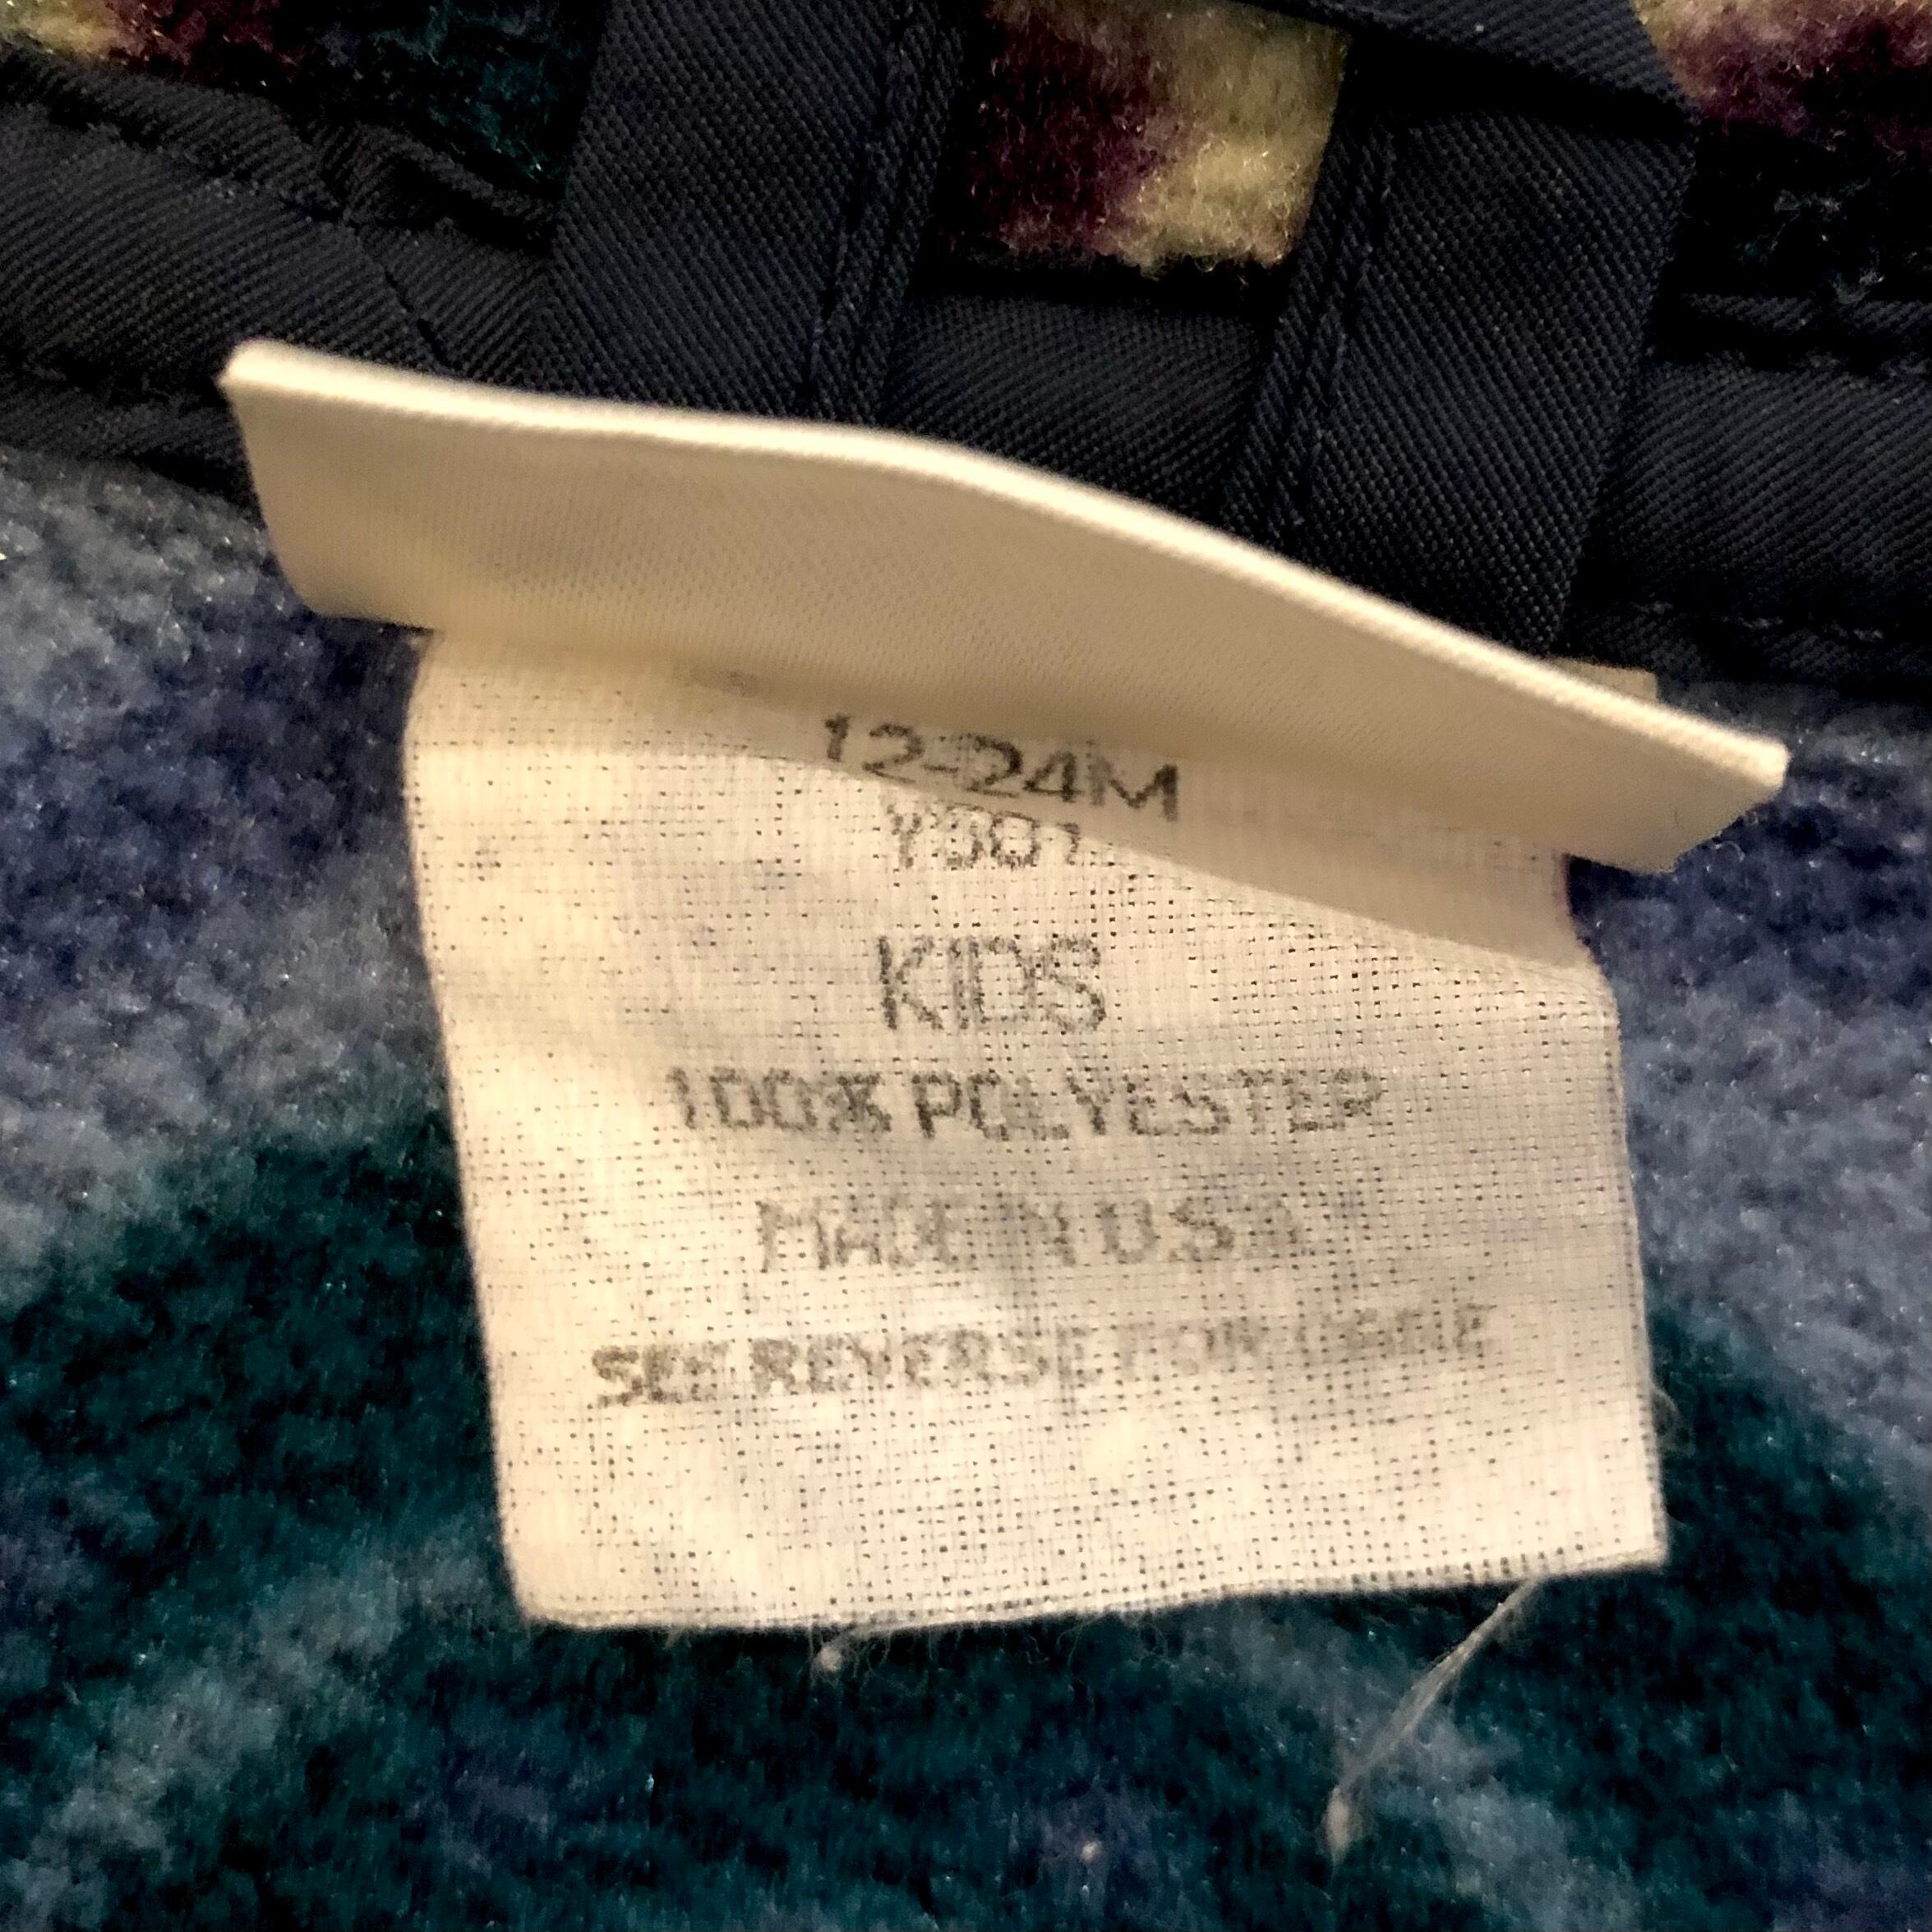 12-24M
Y301
KIDS
100% POLYESTER
MADE IN U.S.A
SEE REVERSE FOR CARE